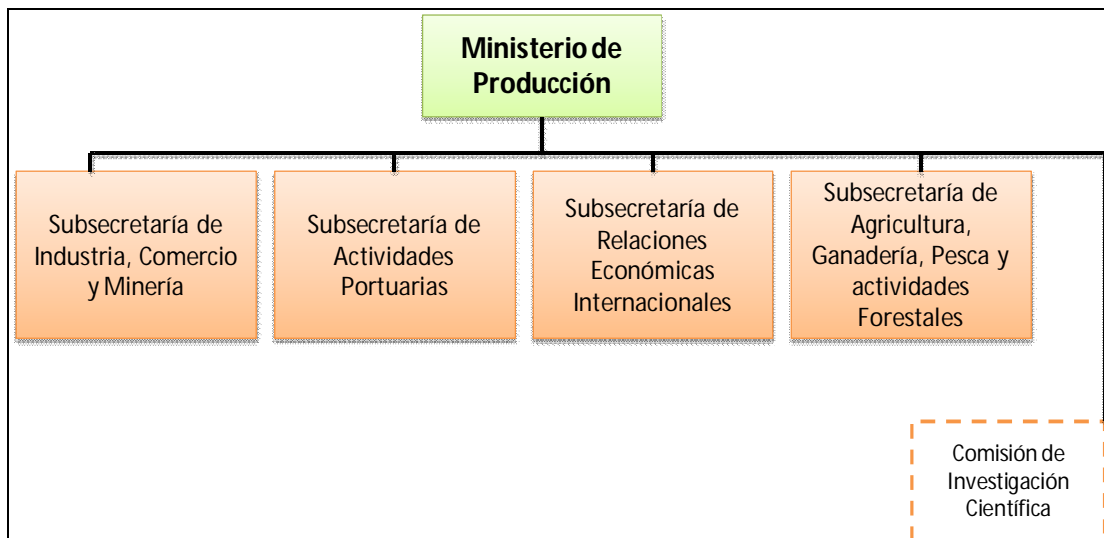 Ministerio de
Producción
Subsecretaría de
Industria, Comercio
y Minería
Subsecretaría de
Actividades
Portuarias
Subsecretaría de
Relaciones
Económicas
Internacionales
Subsecretaría de
Agricultura,
Ganadería, Pesca y
actividades
Forestales
Comisión de
Investigación
Científica